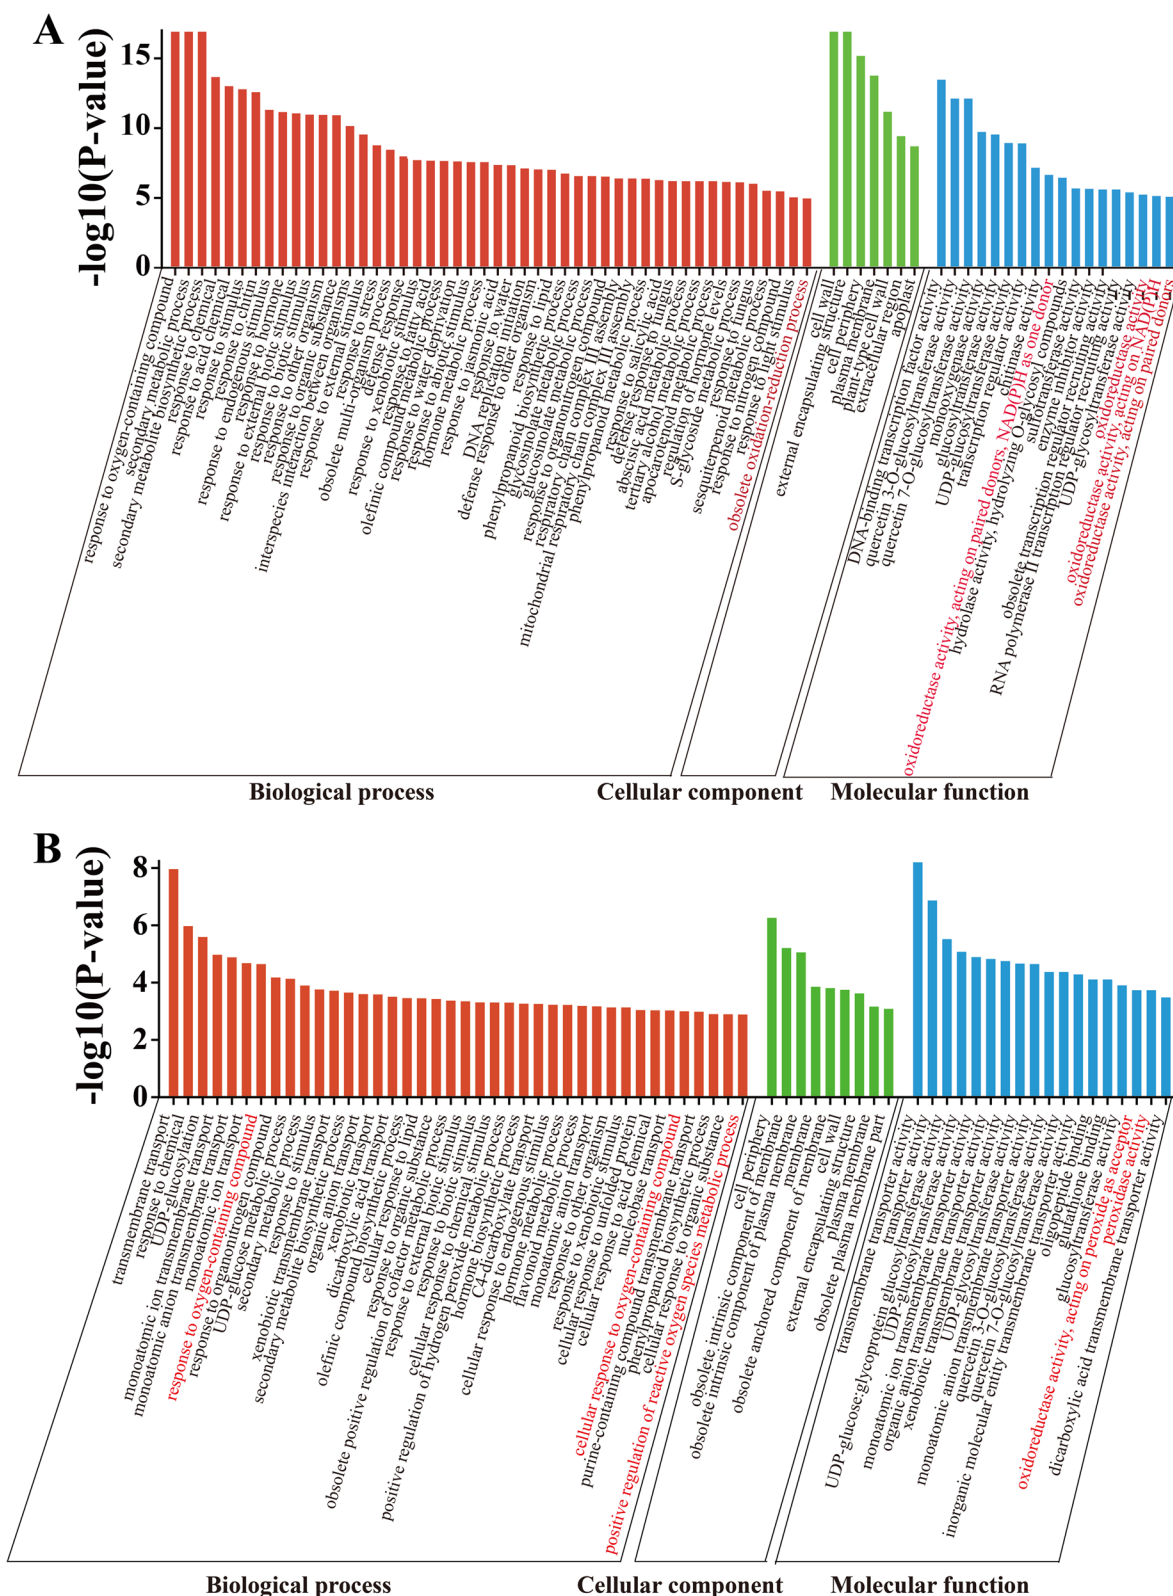 A
-log10(P-value)
15
10
5
0
response to oxygen-containing compound
secondary metabolic process
secondary metabolite biosynthetic process
response to chemical
response to acid chemical
response to stimulus
response to chitin
response to endogenous stimulus
response to hormone
response to external biotic stimulus
response to biotic stimulus
response to other organism
response to organic substance
interspecies interaction between organisms
response to external stimulus
response to stress
obsolete multi-organism process
defense response
response to xenobiotic stimulus
response to fatty acid
olefinic compound metabolic process
response to water deprivation
response to abiotic stimulus
hormone metabolic process
response to jasmonic acid
response to water
DNA replication initiation
defense response to other organism
response to lipid
phenylpropanoid biosynthetic process
glycosinolate metabolic process
glucosinolate metabolic process
response to organonitrogen compound
respiratory chain complex III assembly
mitochondrial respiratory chain complex III assembly
phenylpropanoid metabolic process
response to salicylic acid
defense response to fungus
abscisic acid metabolic process
tertiary alcohol metabolic process
apocarotenoid metabolic process
regulation of hormone levels
S-glycoside metabolic process
response to fungus
sesquiterpenoid metabolic process
response to nitrogen compound
response to light stimulus
obsolete oxidation-reduction process
cell wall
external encapsulating structure
cell periphery
plasma membrane
plant-type cell wall
extracellular region
apoplast
DNA-binding transcription factor activity
quercetin 3-O-glucosyltransferase activity
quercetin 7-O-glucosyltransferase activity
monooxygenase activity
glucosyltransferase activity
UDP-glucosyltransferase activity
transcription regulator activity
chitinase activity
oxidoreductase activity, acting on paired donors, NAD(P)H as one donor
hydrolase activity, hydrolyzing O-glycosyl compounds
sulfotransferase activity
enzyme inhibitor activity
obsolete transcription regulator recruiting activity
RNA polymerase II transcription regulator recruiting activity
UDP-glycosyltransferase activity
oxidoreductase activity
oxidoreductase activity, acting on NAD(P)H
oxidoreductase activity, acting on paired donors
Biological process
Cellular component
Molecular function
B
-log10(P-value)
8
6
4
2
0
transmembrane transport
response to chemical
UDP-glucosylation
monoatomic ion transmembrane transport
monoatomic anion transmembrane transport
monoatomic ion transport
response to oxygen-containing compound
response to organonitrogen compound
UDP-glucose metabolic process
secondary metabolic process
response to stimulus
xenobiotic transmembrane transport
secondary metabolite biosynthetic process
organic anion transport
xenobiotic transport
dicarboxylic acid transport
olefinic compound biosynthetic process
cellular response to lipid
response to organic substance
obsolete positive regulation of cofactor metabolic process
response to external biotic stimulus
response to biotic stimulus
cellular response to chemical stimulus
positive regulation of hydrogen peroxide metabolic process
hormone biosynthetic process
C4-dicarboxylate transport
cellular response to endogenous stimulus
hormone metabolic process
flavonoid metabolic process
monoatomic anion transport
response to other organism
response to xenobiotic stimulus
cellular response to unfolded protein
cellular response to acid chemical
nucleobase transport
cellular response to oxygen-containing compound
purine-containing compound transmembrane transport
phenylpropanoid biosynthetic process
cellular response to organic substance
positive regulation of reactive oxygen species metabolic process
cell periphery
obsolete intrinsic component of membrane
obsolete intrinsic component of plasma membrane
membrane
obsolete anchored component of membrane
cell wall
external encapsulating structure
plasma membrane
obsolete plasma membrane part
transmembrane transporter activity
transporter activity
UDP-glucose:glycoprotein glucosyltransferase activity
UDP-glucosyltransferase activity
monoatomic ion transmembrane transporter activity
organic anion transmembrane transporter activity
xenobiotic transmembrane transporter activity
UDP-glycosyltransferase activity
monoatomic anion transmembrane transporter activity
quercetin 3-O-glucosyltransferase activity
quercetin 7-O-glucosyltransferase activity
inorganic molecular entity transmembrane transporter activity
oligopeptide binding
glutathione binding
glucosyltransferase activity
oxidoreductase activity, acting on peroxide as acceptor
peroxidase activity
dicarboxylic acid transmembrane transporter activity
Biological process
Cellular component
Molecular function